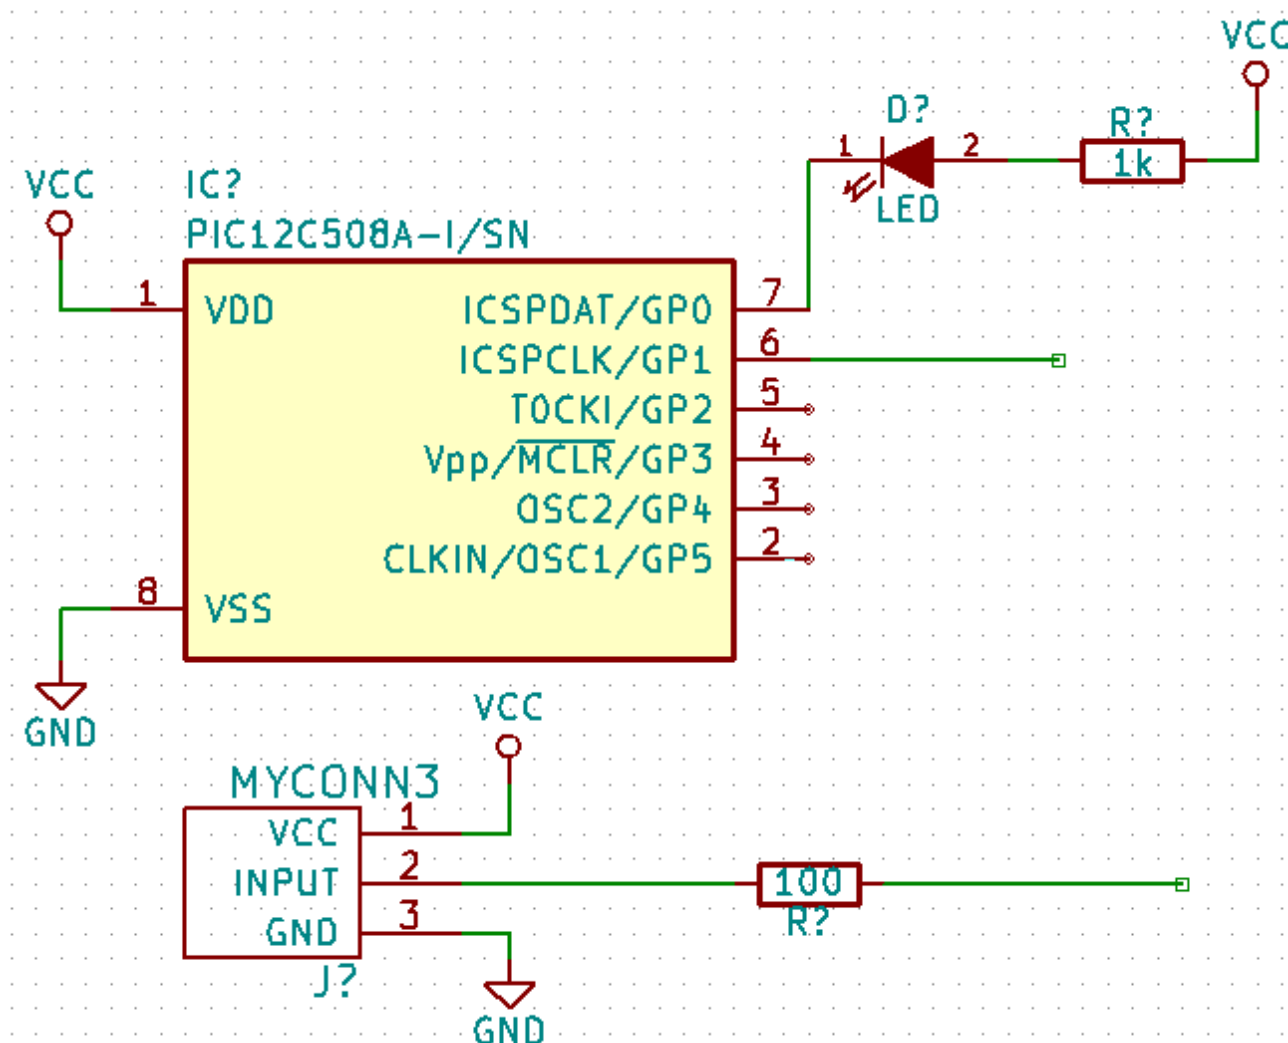 VCC
D?
R?
1
2
1k
LED
VCC
IC?
PIC12C508A-I/SN
1
VDD
ICSPDAT/GP0
7
ICSPCLK/GP1
6
T0CKI/GP2
5
Vpp/MCLR/GP3
4
OSC2/GP4
3
CLKIN/OSC1/GP5
2
8
VSS
GND
VCC
MYCONN3
VCC
1
INPUT
2
100
R?
GND
3
J?
GND